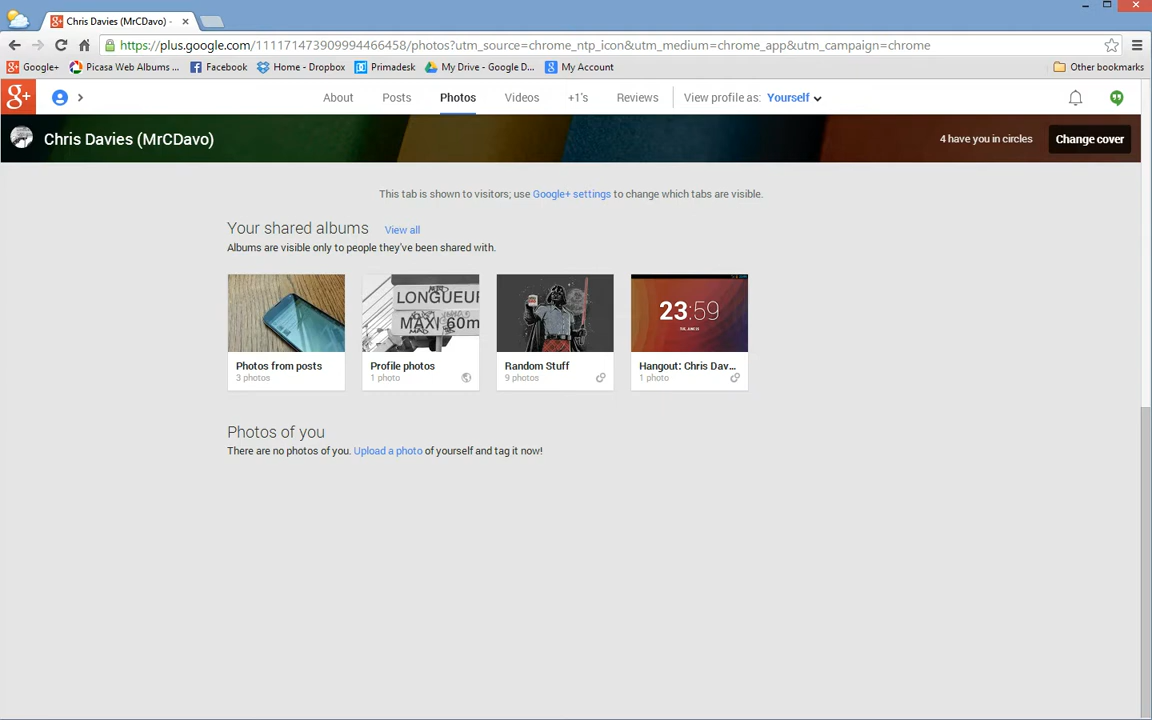 Chris Davies (MrCDavo) -
https://plus.google.com/111171473909994466458/photos?utm_source=chrome_ntp_icon&utm_medium=chrome_app&utm_campaign=chrome
Google+ Picasa Web Albums ... Facebook Home - Dropbox Primadesk My Drive - Google D... My Account Other bookmarks
g+ About Posts Photos Videos +1's Reviews View profile as: Yourself
Chris Davies (MrCDavo) 4 have you in circles Change cover
This tab is shown to visitors; use Google+ settings to change which tabs are visible.
Your shared albums View all
Albums are visible only to people they've been shared with.
LONGUEUR
MAXI 60m
23:59
Photos from posts Profile photos Random Stuff Hangout: Chris Dav...
3 photos 1 photo 9 photos 1 photo
Photos of you
There are no photos of you. Upload a photo of yourself and tag it now!